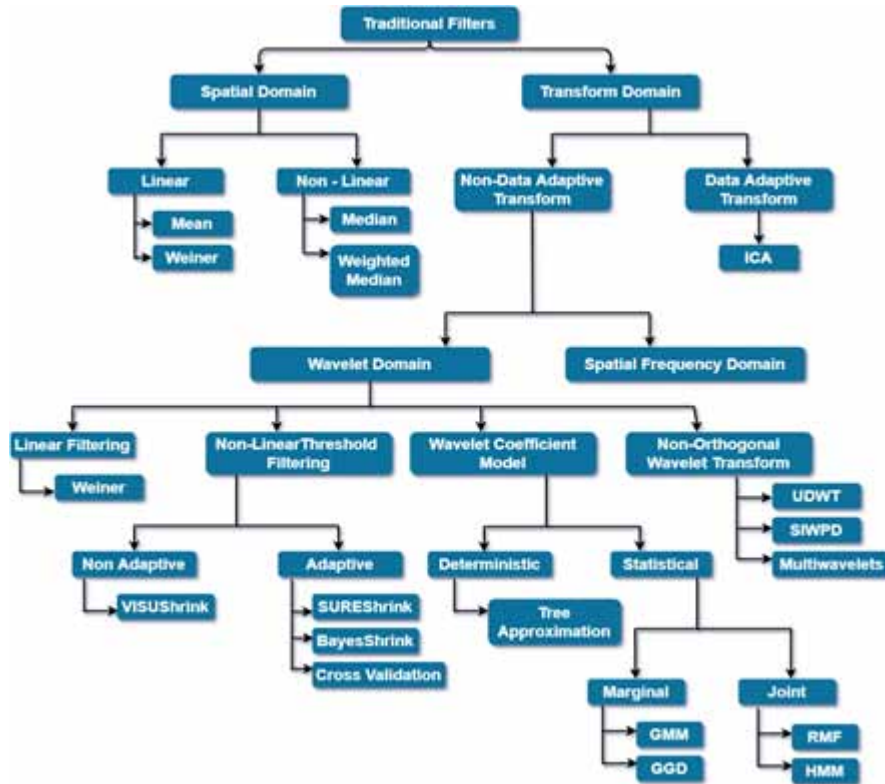 Traditional Filters
Spatial Domain
Transform Domain
Linear
Non - Linear
Non-Data Adaptive
Transform
Data Adaptive
Transform
Mean
Median
Weiner
Weighted
Median
ICA
Wavelet Domain
Spatial Frequency Domain
Linear Filtering
Non-LinearThreshold
Filtering
Wavelet Coefficient
Model
Non-Orthogonal
Wavelet Transform
Weiner
UDWT
SIWPD
Multiwavelets
Non Adaptive
Adaptive
Deterministic
Statistical
VISUShrink
SUREShrink
BayesShrink
Cross Validation
Tree
Approximation
Marginal
Joint
GMM
GGD
RMF
HMM